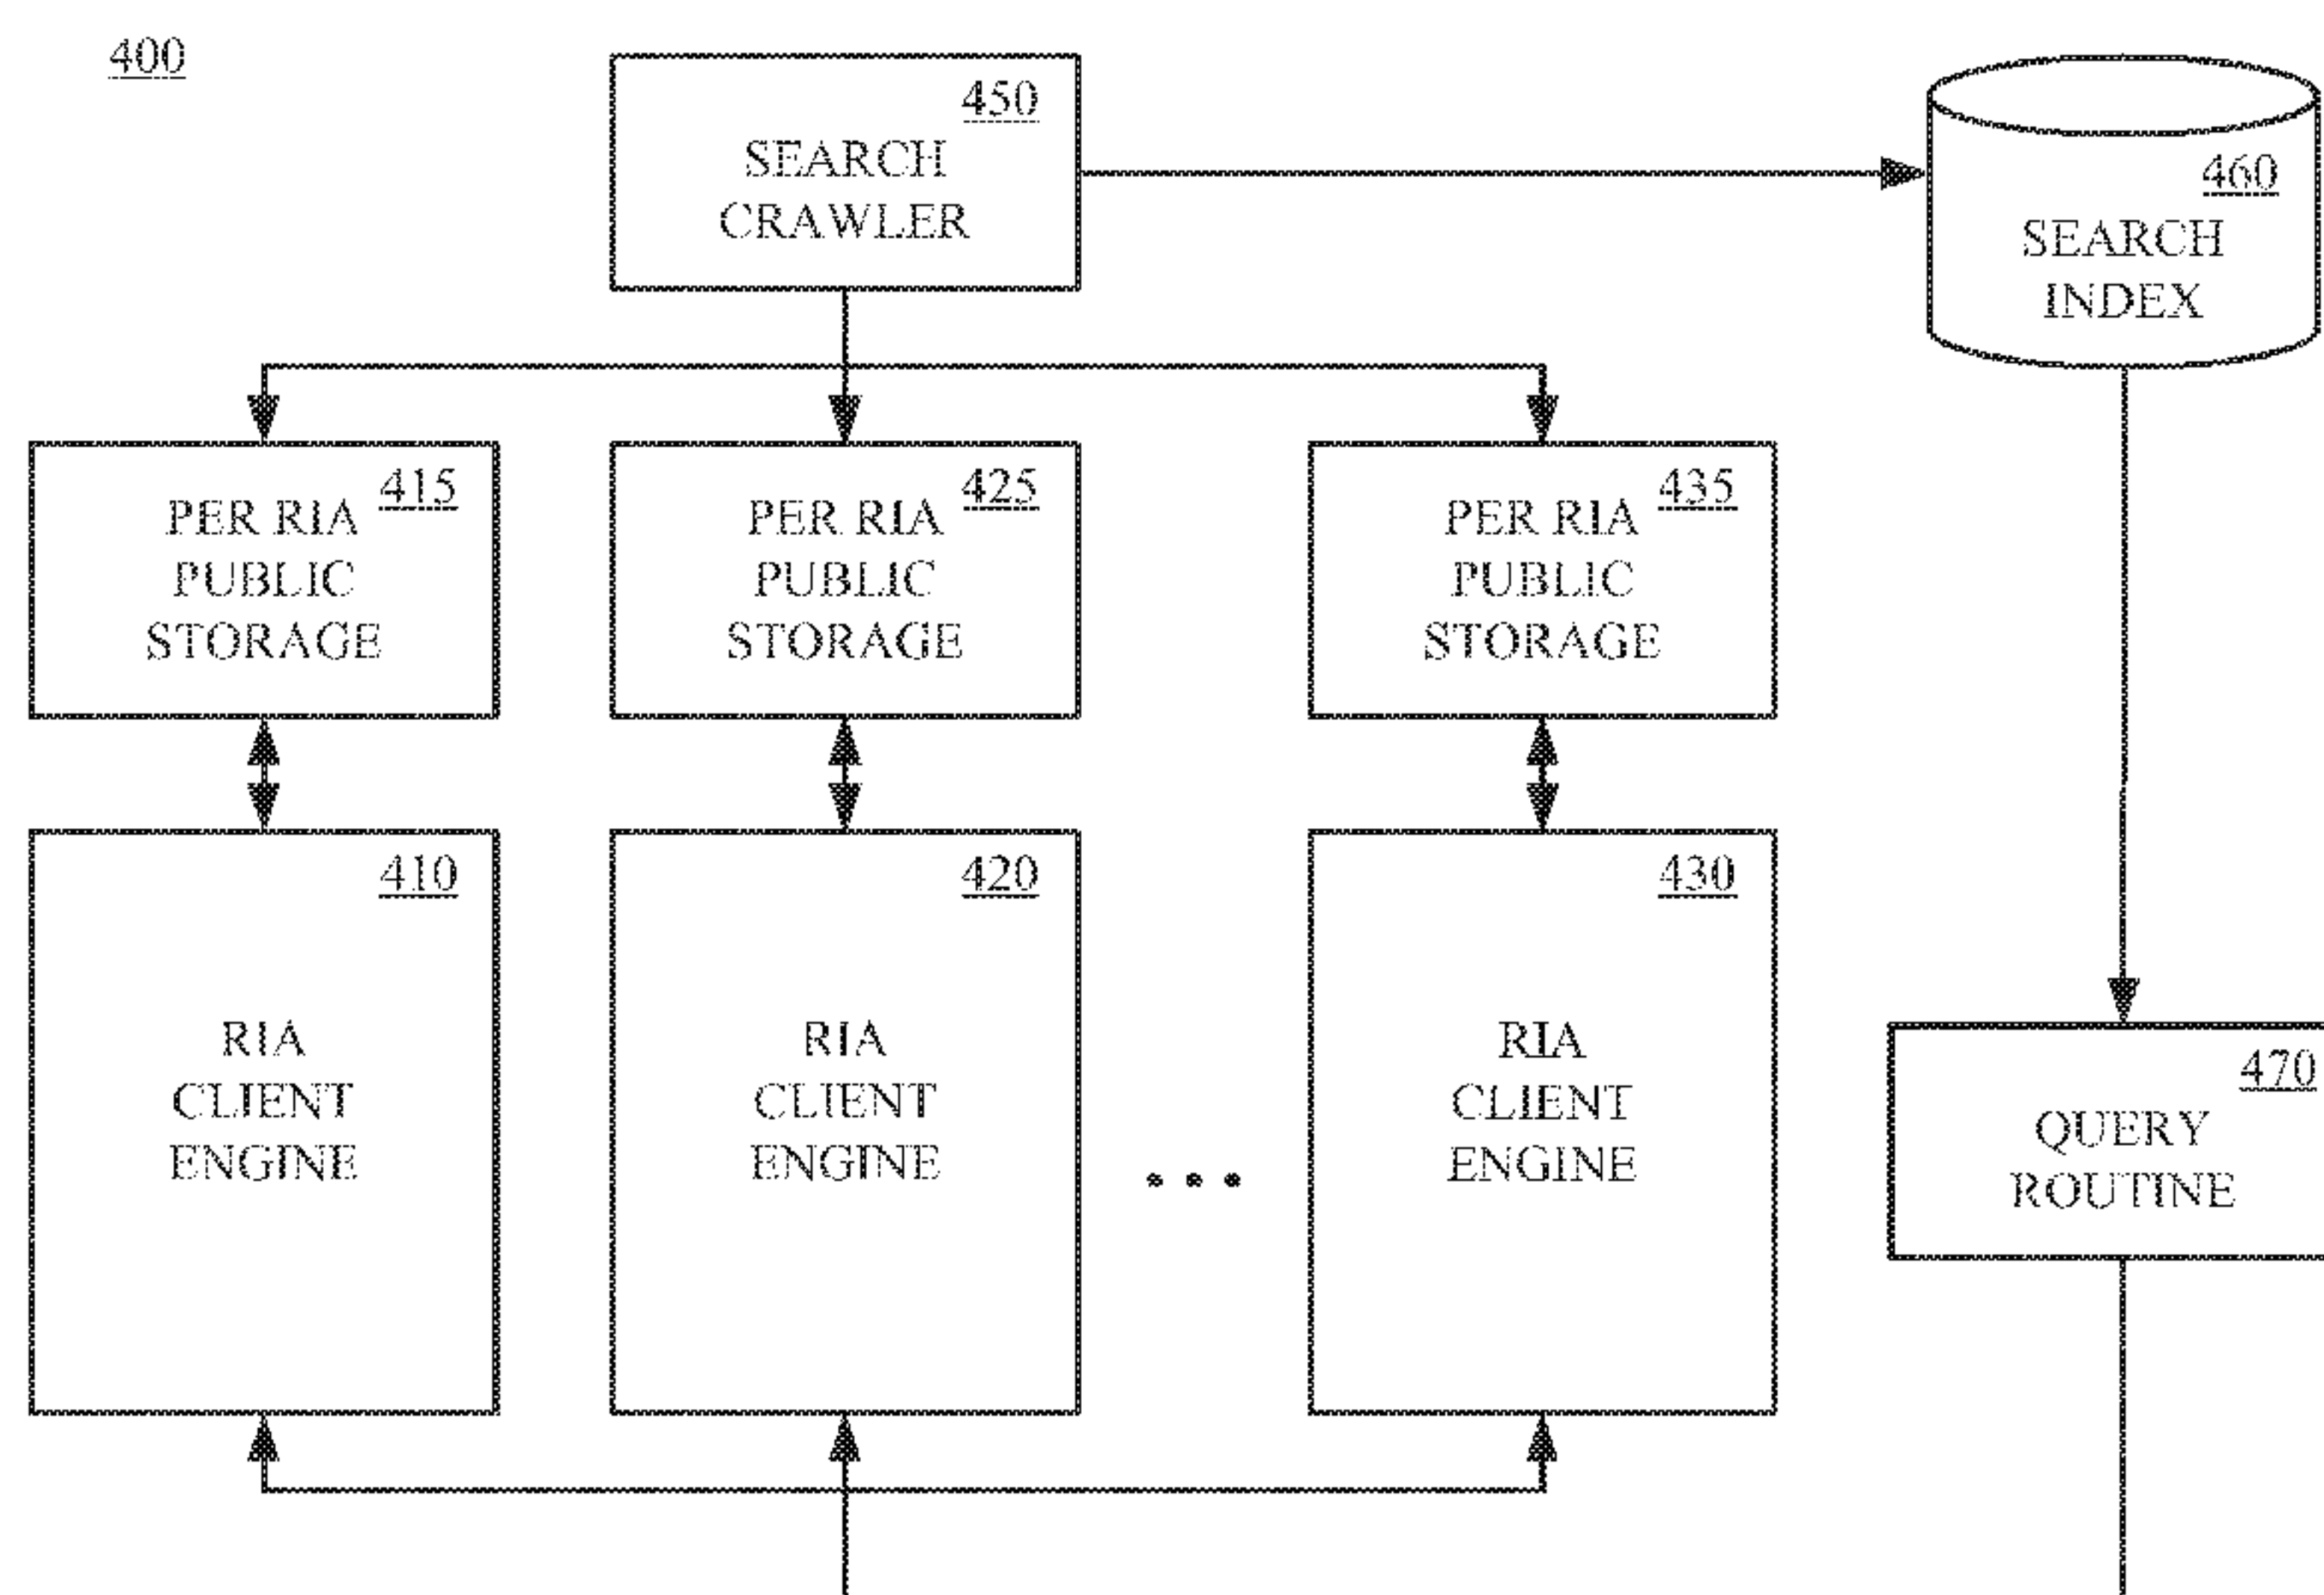 400
450
SEARCH
CRAWLER
460
SEARCH
INDEX
415
PER RIA
PUBLIC
STORAGE
425
PER RIA
PUBLIC
STORAGE
435
PER RIA
PUBLIC
STORAGE
410
RIA
CLIENT
ENGINE
420
RIA
CLIENT
ENGINE
...
430
RIA
CLIENT
ENGINE
470
QUERY
ROUTINE